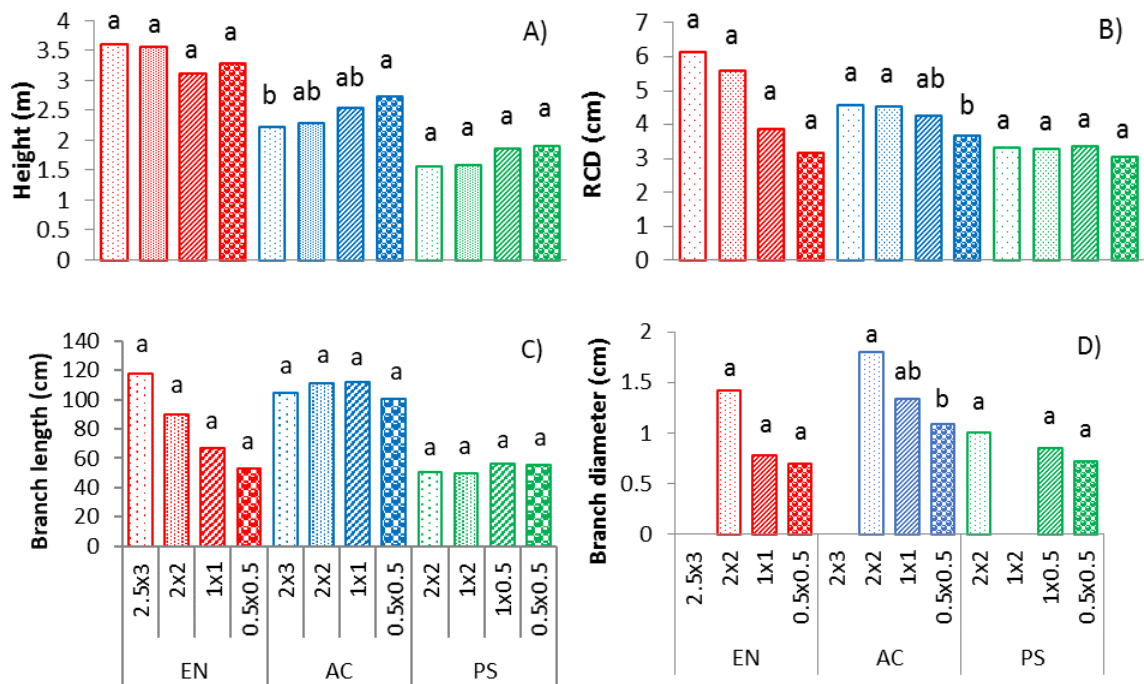 A)
Height (m)
4
3.5
3
2.5
2
1.5
1
0.5
0
a a a a b ab ab a a a a a
B)
RCD (cm)
7
6
5
4
3
2
1
0
a a a a a a ab b a a a a
C)
Branch length (cm)
140
120
100
80
60
40
20
0
a a a a a a a a a a a a
2.5x3 2x2 1x1 0.5x0.5 2x3 2x2 1x1 0.5x0.5 2x2 1x2 1x0.5 0.5x0.5
EN AC PS
D)
Branch diameter (cm)
2
1.5
1
0.5
0
a a a a ab b a a a
2.5x3 2x2 1x1 0.5x0.5 2x3 2x2 1x1 0.5x0.5 2x2 1x2 1x0.5 0.5x0.5
EN AC PS